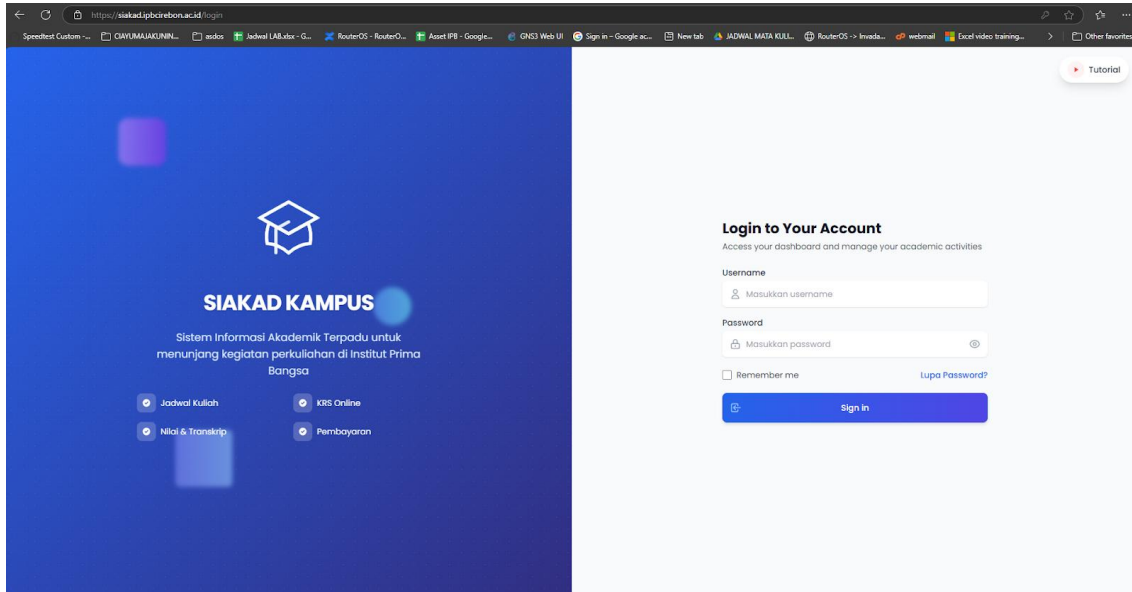 https://siakad.ipbcirebon.ac.id/login
Speedtest Custom -... CIAYUMAJAKUNIN... asdos Jadwal LAB.xlsx - G... RouterOS - RouterO... Asset IPB - Google... GNS3 Web UI Sign in – Google ac... New tab JADWAL MATA KULI... RouterOS -> Invada... webmail Excel video training... Other favorites
Tutorial
SIAKAD KAMPUS
Sistem Informasi Akademik Terpadu untuk
menunjang kegiatan perkuliahan di Institut Prima
Bangsa
Jadwal Kuliah
KRS Online
Nilai & Transkrip
Pembayaran
Login to Your Account
Access your dashboard and manage your academic activities
Username
Masukkan username
Password
Masukkan password
Remember me
Lupa Password?
Sign in